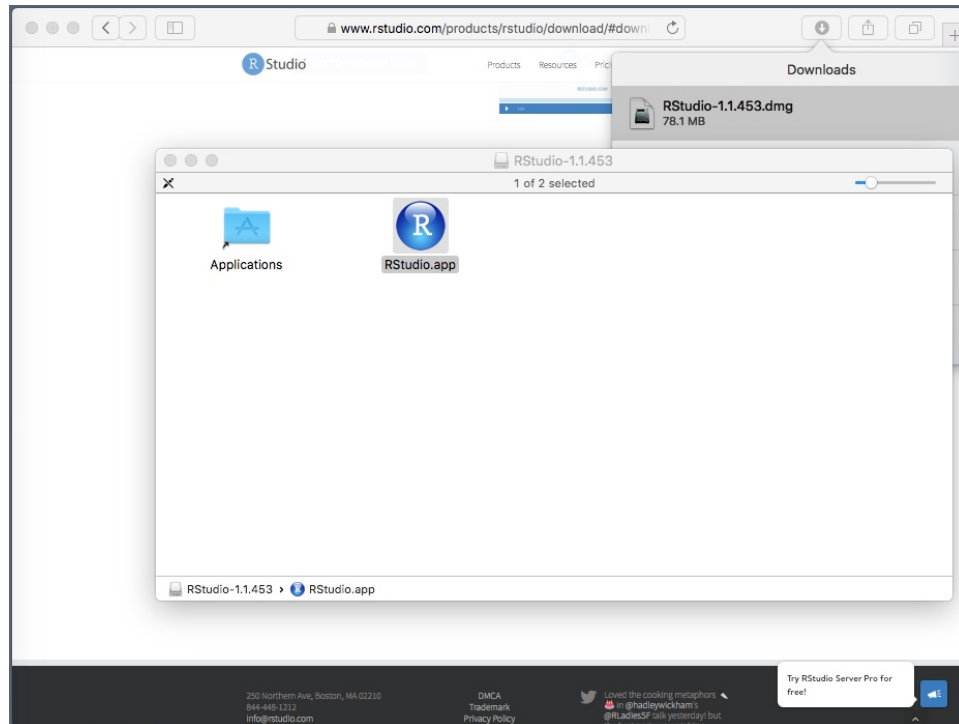 www.rstudio.com/products/rstudio/download/#down
R Studio
Products Resources Prici
Downloads
RStudio-1.1.453.dmg
78.1 MB
RStudio-1.1.453
1 of 2 selected
Applications
R
RStudio.app
RStudio-1.1.453 › RStudio.app
250 Northern Ave, Boston, MA 02210
844-448-1212
info@rstudio.com
DMCA
Trademark
Privacy Policy
Loved the cooking metaphors
in @hadleywickham's
@RLadiesSF talk yesterday! but
Try RStudio Server Pro for
free!